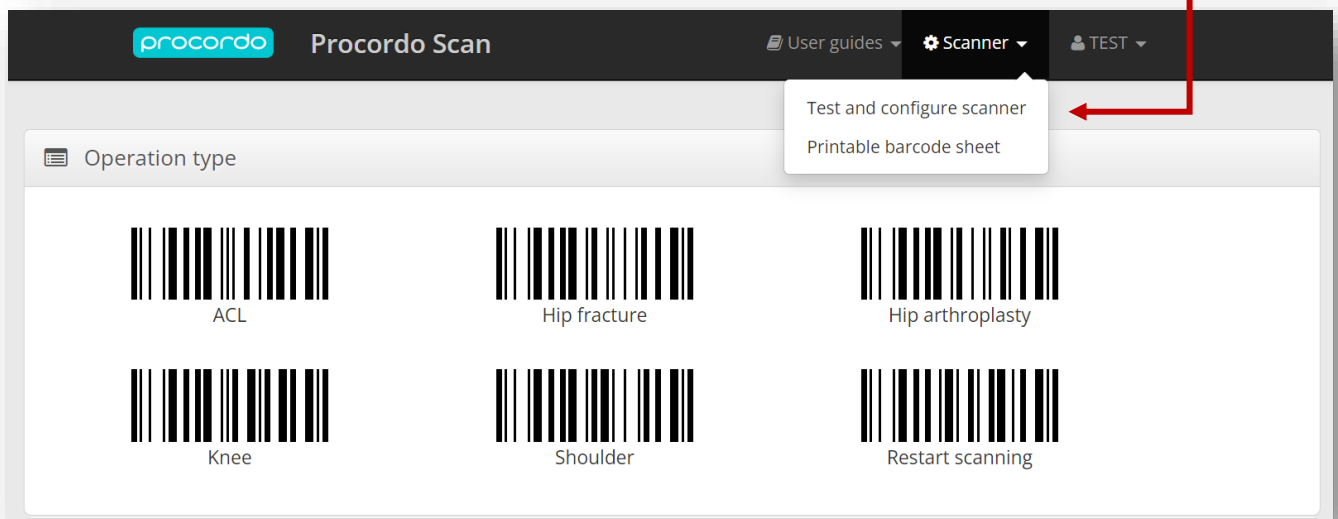 procordo Procordo Scan User guides Scanner TEST
Test and configure scanner
Printable barcode sheet
Operation type
ACL Hip fracture Hip arthroplasty
Knee Shoulder Restart scanning